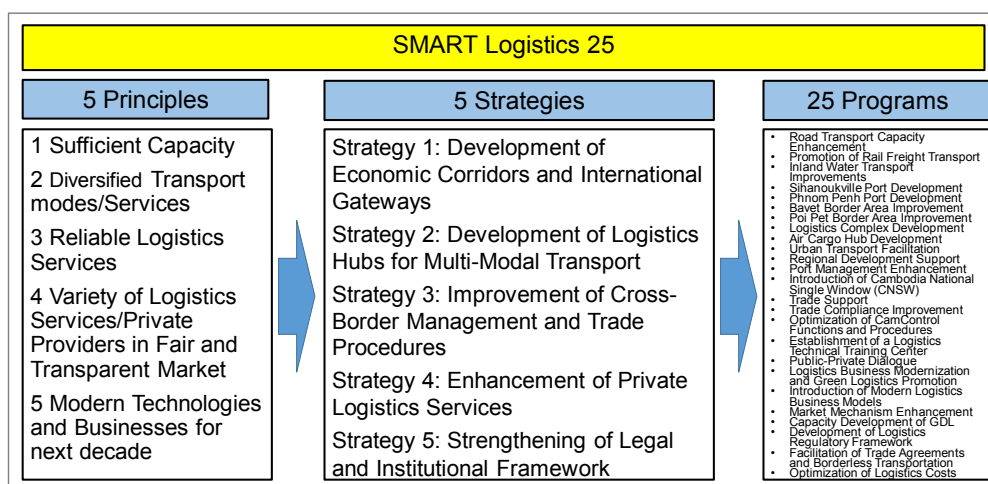 SMART Logistics 25
5 Principles
1 Sufficient Capacity
2 Diversified Transport
modes/Services
3 Reliable Logistics
Services
4 Variety of Logistics
Services/Private
Providers in Fair and
Transparent Market
5 Modern Technologies
and Businesses for
next decade
5 Strategies
Strategy 1: Development of
Economic Corridors and International
Gateways
Strategy 2: Development of Logistics
Hubs for Multi-Modal Transport
Strategy 3: Improvement of Cross-
Border Management and Trade
Procedures
Strategy 4: Enhancement of Private
Logistics Services
Strategy 5: Strengthening of Legal
and Institutional Framework
25 Programs
• Road Transport Capacity
Enhancement
• Promotion of Rail Freight Transport
• Inland Water Transport
Improvements
• Sihanoukville Port Development
• Phnom Penh Port Development
• Bavet Border Area Improvement
• Poi Pet Border Area Improvement
• Logistics Complex Development
• Air Cargo Hub Development
• Urban Transport Facilitation
• Regional Development Support
• Port Management Enhancement
• Introduction of Cambodia National
Single Window (CNSW)
• Trade Support
• Trade Compliance Improvement
• Optimization of CamControl
Functions and Procedures
• Establishment of a Logistics
Technical Training Center
• Public-Private Dialogue
• Logistics Business Modernization
and Green Logistics Promotion
• Introduction of Modern Logistics
Business Models
• Market Mechanism Enhancement
• Capacity Development of GDL
• Development of Logistics
Regulatory Framework
• Facilitation of Trade Agreements
and Borderless Transportation
• Optimization of Logistics Costs